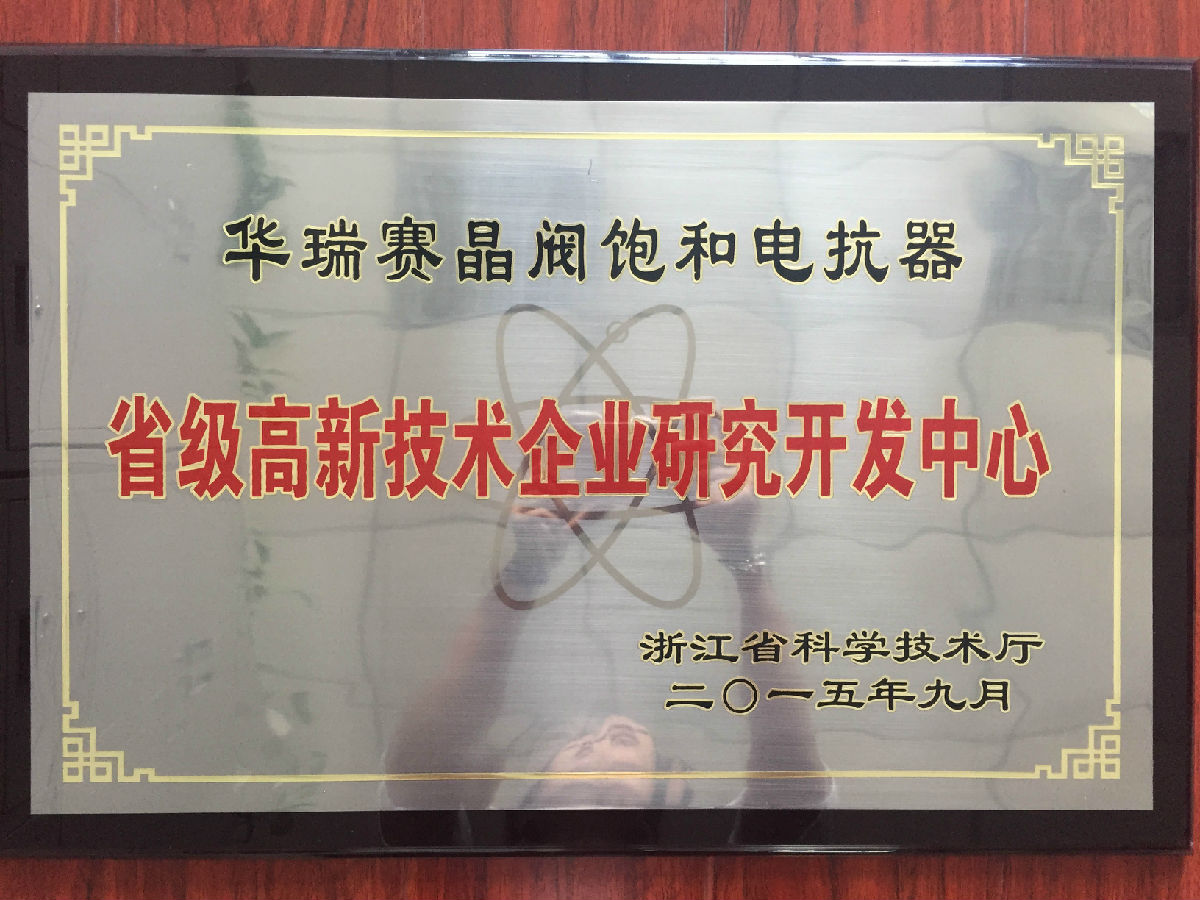 华瑞赛晶阀饱和电抗器
省级高新技术企业研究开发中心
浙江省科学技术厅
二〇一五年九月